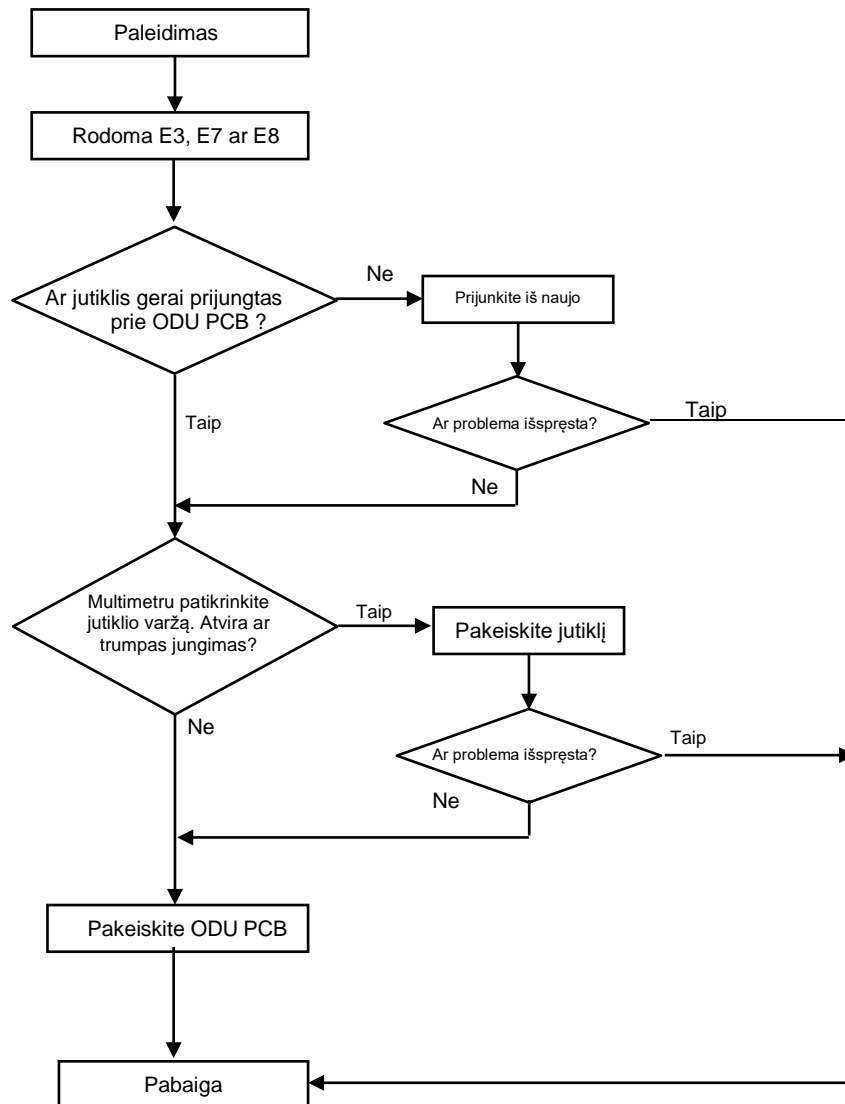 Paleidimas
Rodoma E3, E7 ar E8
Ar jutiklis gerai prijungtas
prie ODU PCB ?
Ne
Prijunkite iš naujo
Taip
Ar problema išspręsta?
Taip
Ne
Multimetru patikrinkite
jutiklio varžą. Atvira ar
trumpas jungimas?
Taip
Pakeiskite jutiklį
Ne
Ar problema išspręsta?
Taip
Ne
Pakeiskite ODU PCB
Pabaiga